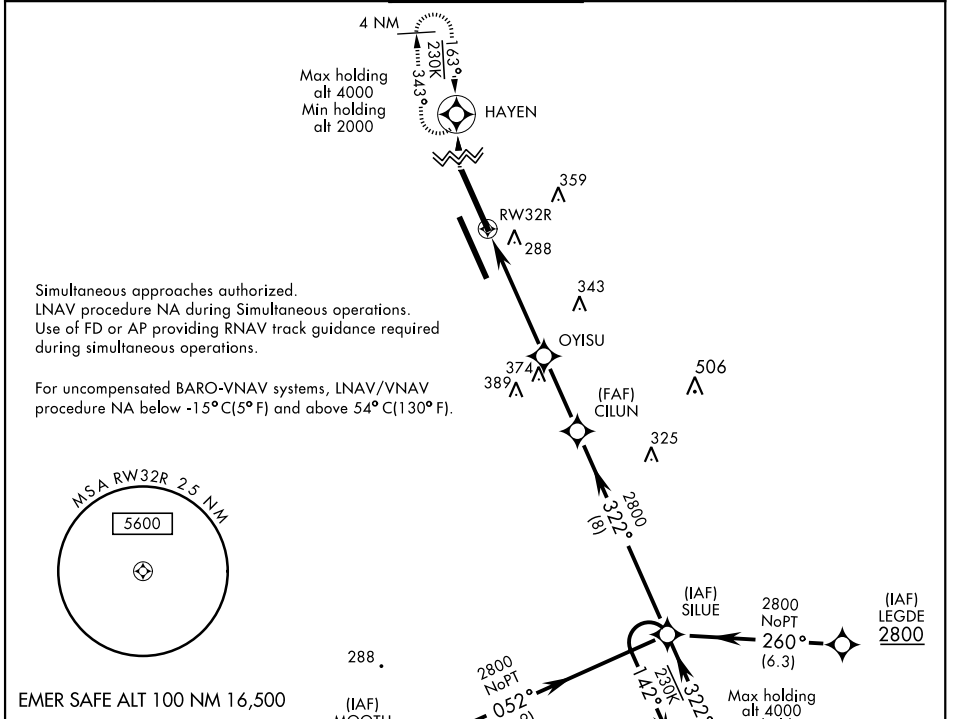 4 NM
163°
230K
343°
Max holding
alt 4000
Min holding
alt 2000
HAYEN
359
RW32R
288
Simultaneous approaches authorized.
LNAV procedure NA during Simultaneous operations.
Use of FD or AP providing RNAV track guidance required
during simultaneous operations.
343
OYISU
374
389
506
For uncompensated BARO-VNAV systems, LNAV/VNAV
procedure NA below -15°C(5°F) and above 54°C(130°F).
(FAF)
CILUN
325
MSA RW32R 25 NM
5600
2800
322°
(8)
(IAF)
SILUE
2800
NoPT
260°
(6.3)
(IAF)
LEGDE
2800
288
2800
NoPT
052°
EMER SAFE ALT 100 NM 16,500
(IAF)
142°
230K
322°
Max holding
alt 4000